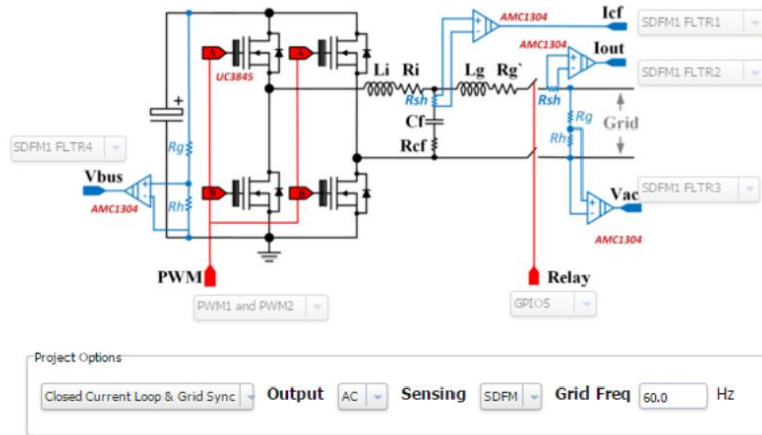 AMC1304
Icf
SDFM1 FLTR1
UC3845
AMC1304
Iout
SDFM1 FLTR2
Li
Ri
Lg
Rg`
Rsh
Rsh
Cf
Rg
Rh
Grid
SDFM1 FLTR4
Rg
Rcf
Vbus
Rh
AMC1304
Vac
SDFM1 FLTR3
AMC1304
PWM
Relay
PWM1 and PWM2
GPIO5
Project Options
Closed Current Loop & Grid Sync
Output
AC
Sensing
SDFM
Grid Freq
60.0
Hz